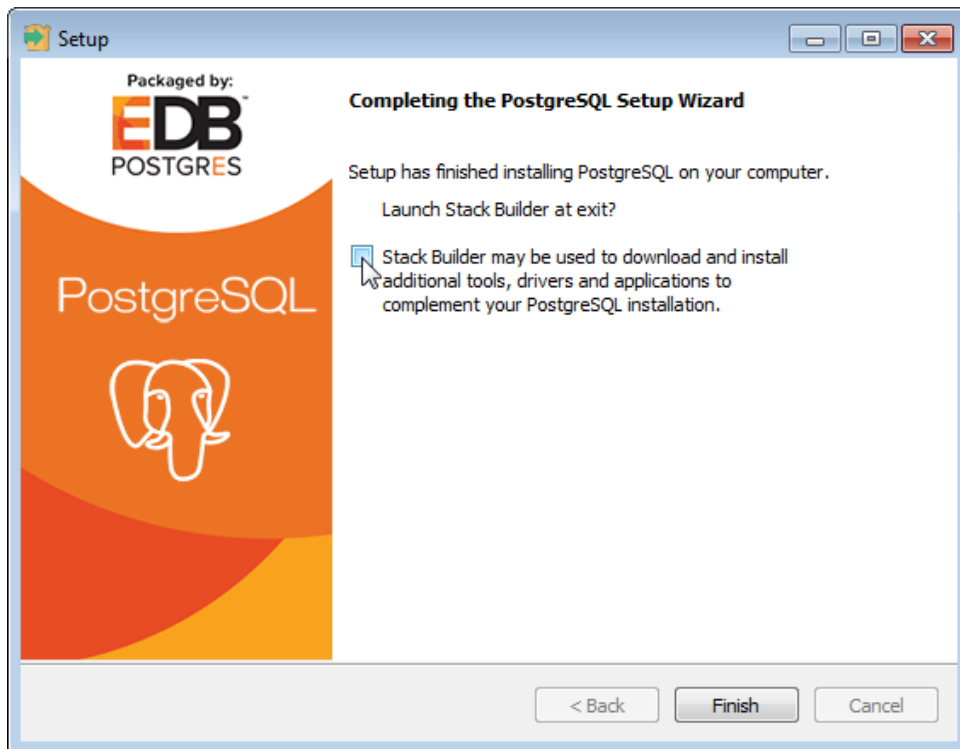 Setup
Packaged by:
EDB™
POSTGRES
PostgreSQL
Completing the PostgreSQL Setup Wizard
Setup has finished installing PostgreSQL on your computer.
Launch Stack Builder at exit?
Stack Builder may be used to download and install
additional tools, drivers and applications to
complement your PostgreSQL installation.
< Back
Finish
Cancel